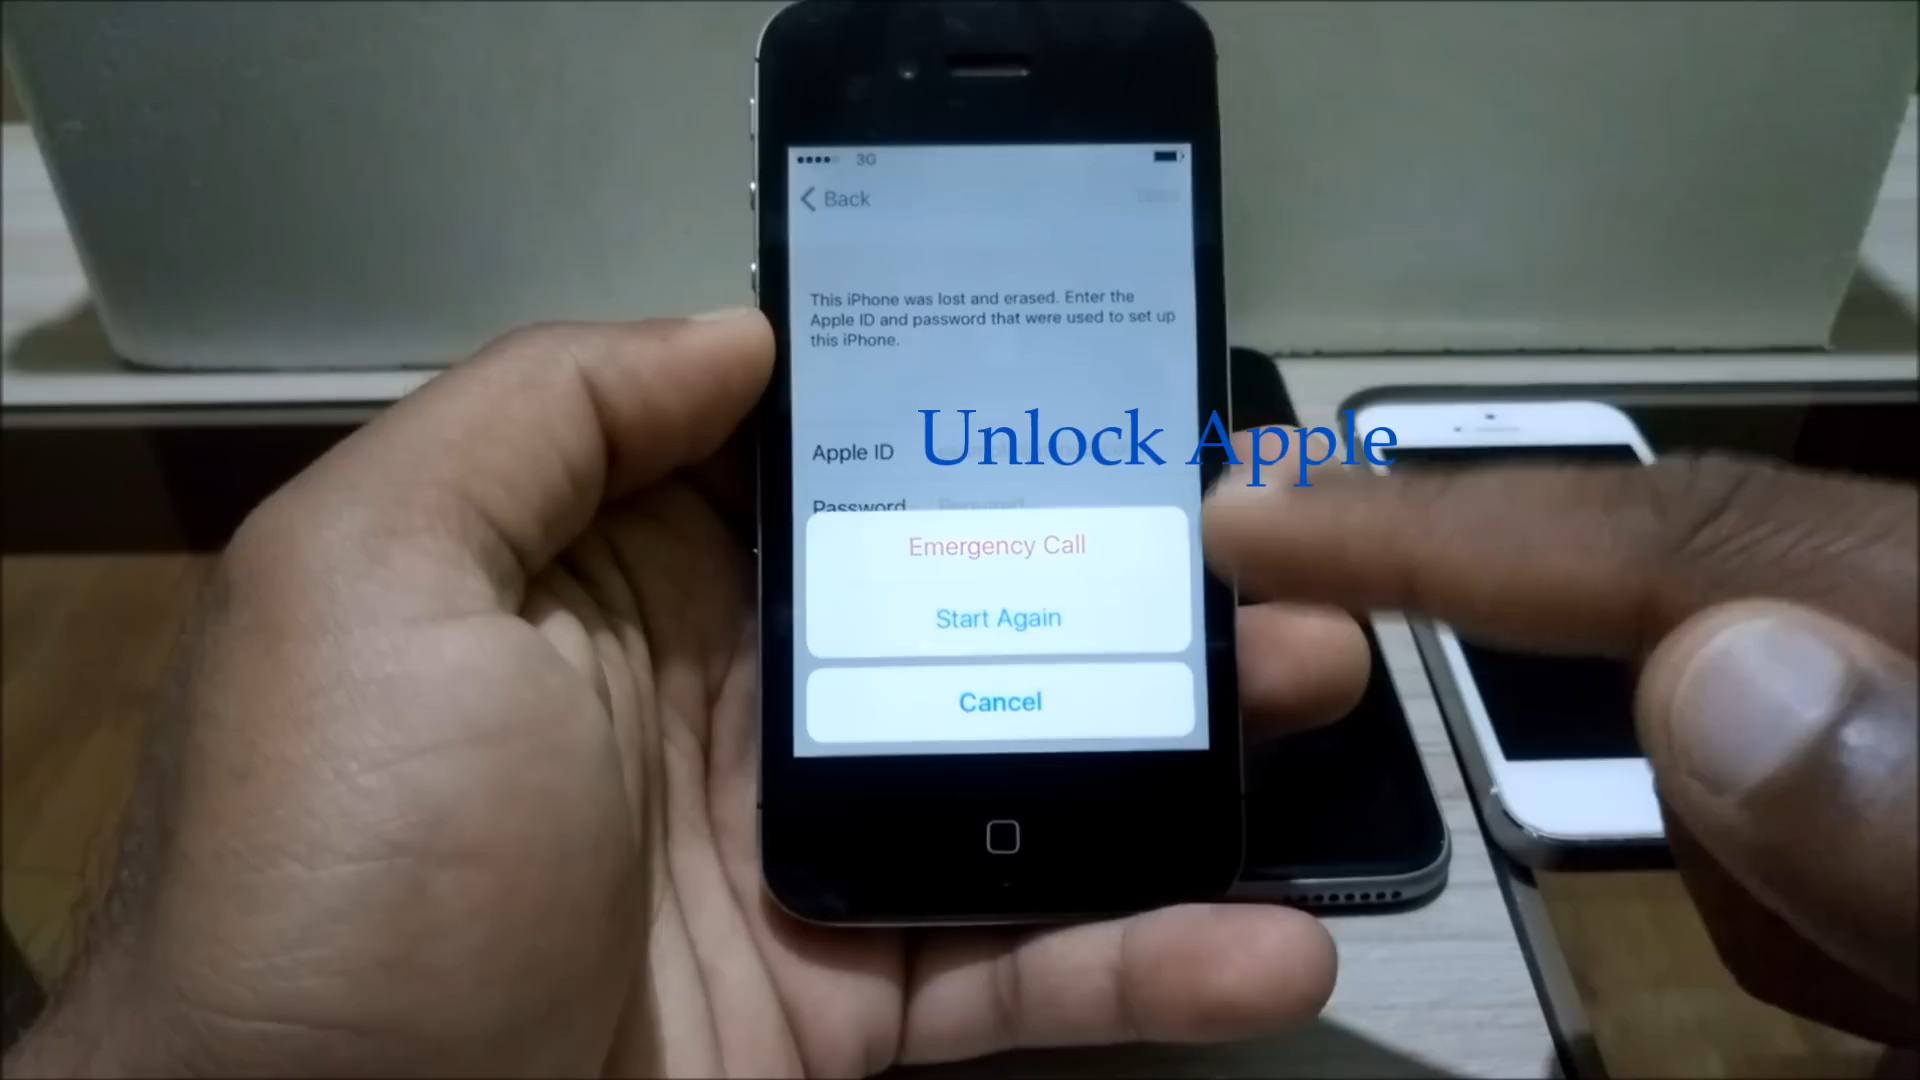 3G
Back
This iPhone was lost and erased. Enter the
Apple ID and password that were used to set up
this iPhone.
Apple ID
Unlock Apple
Password Required
Emergency Call
Start Again
Cancel